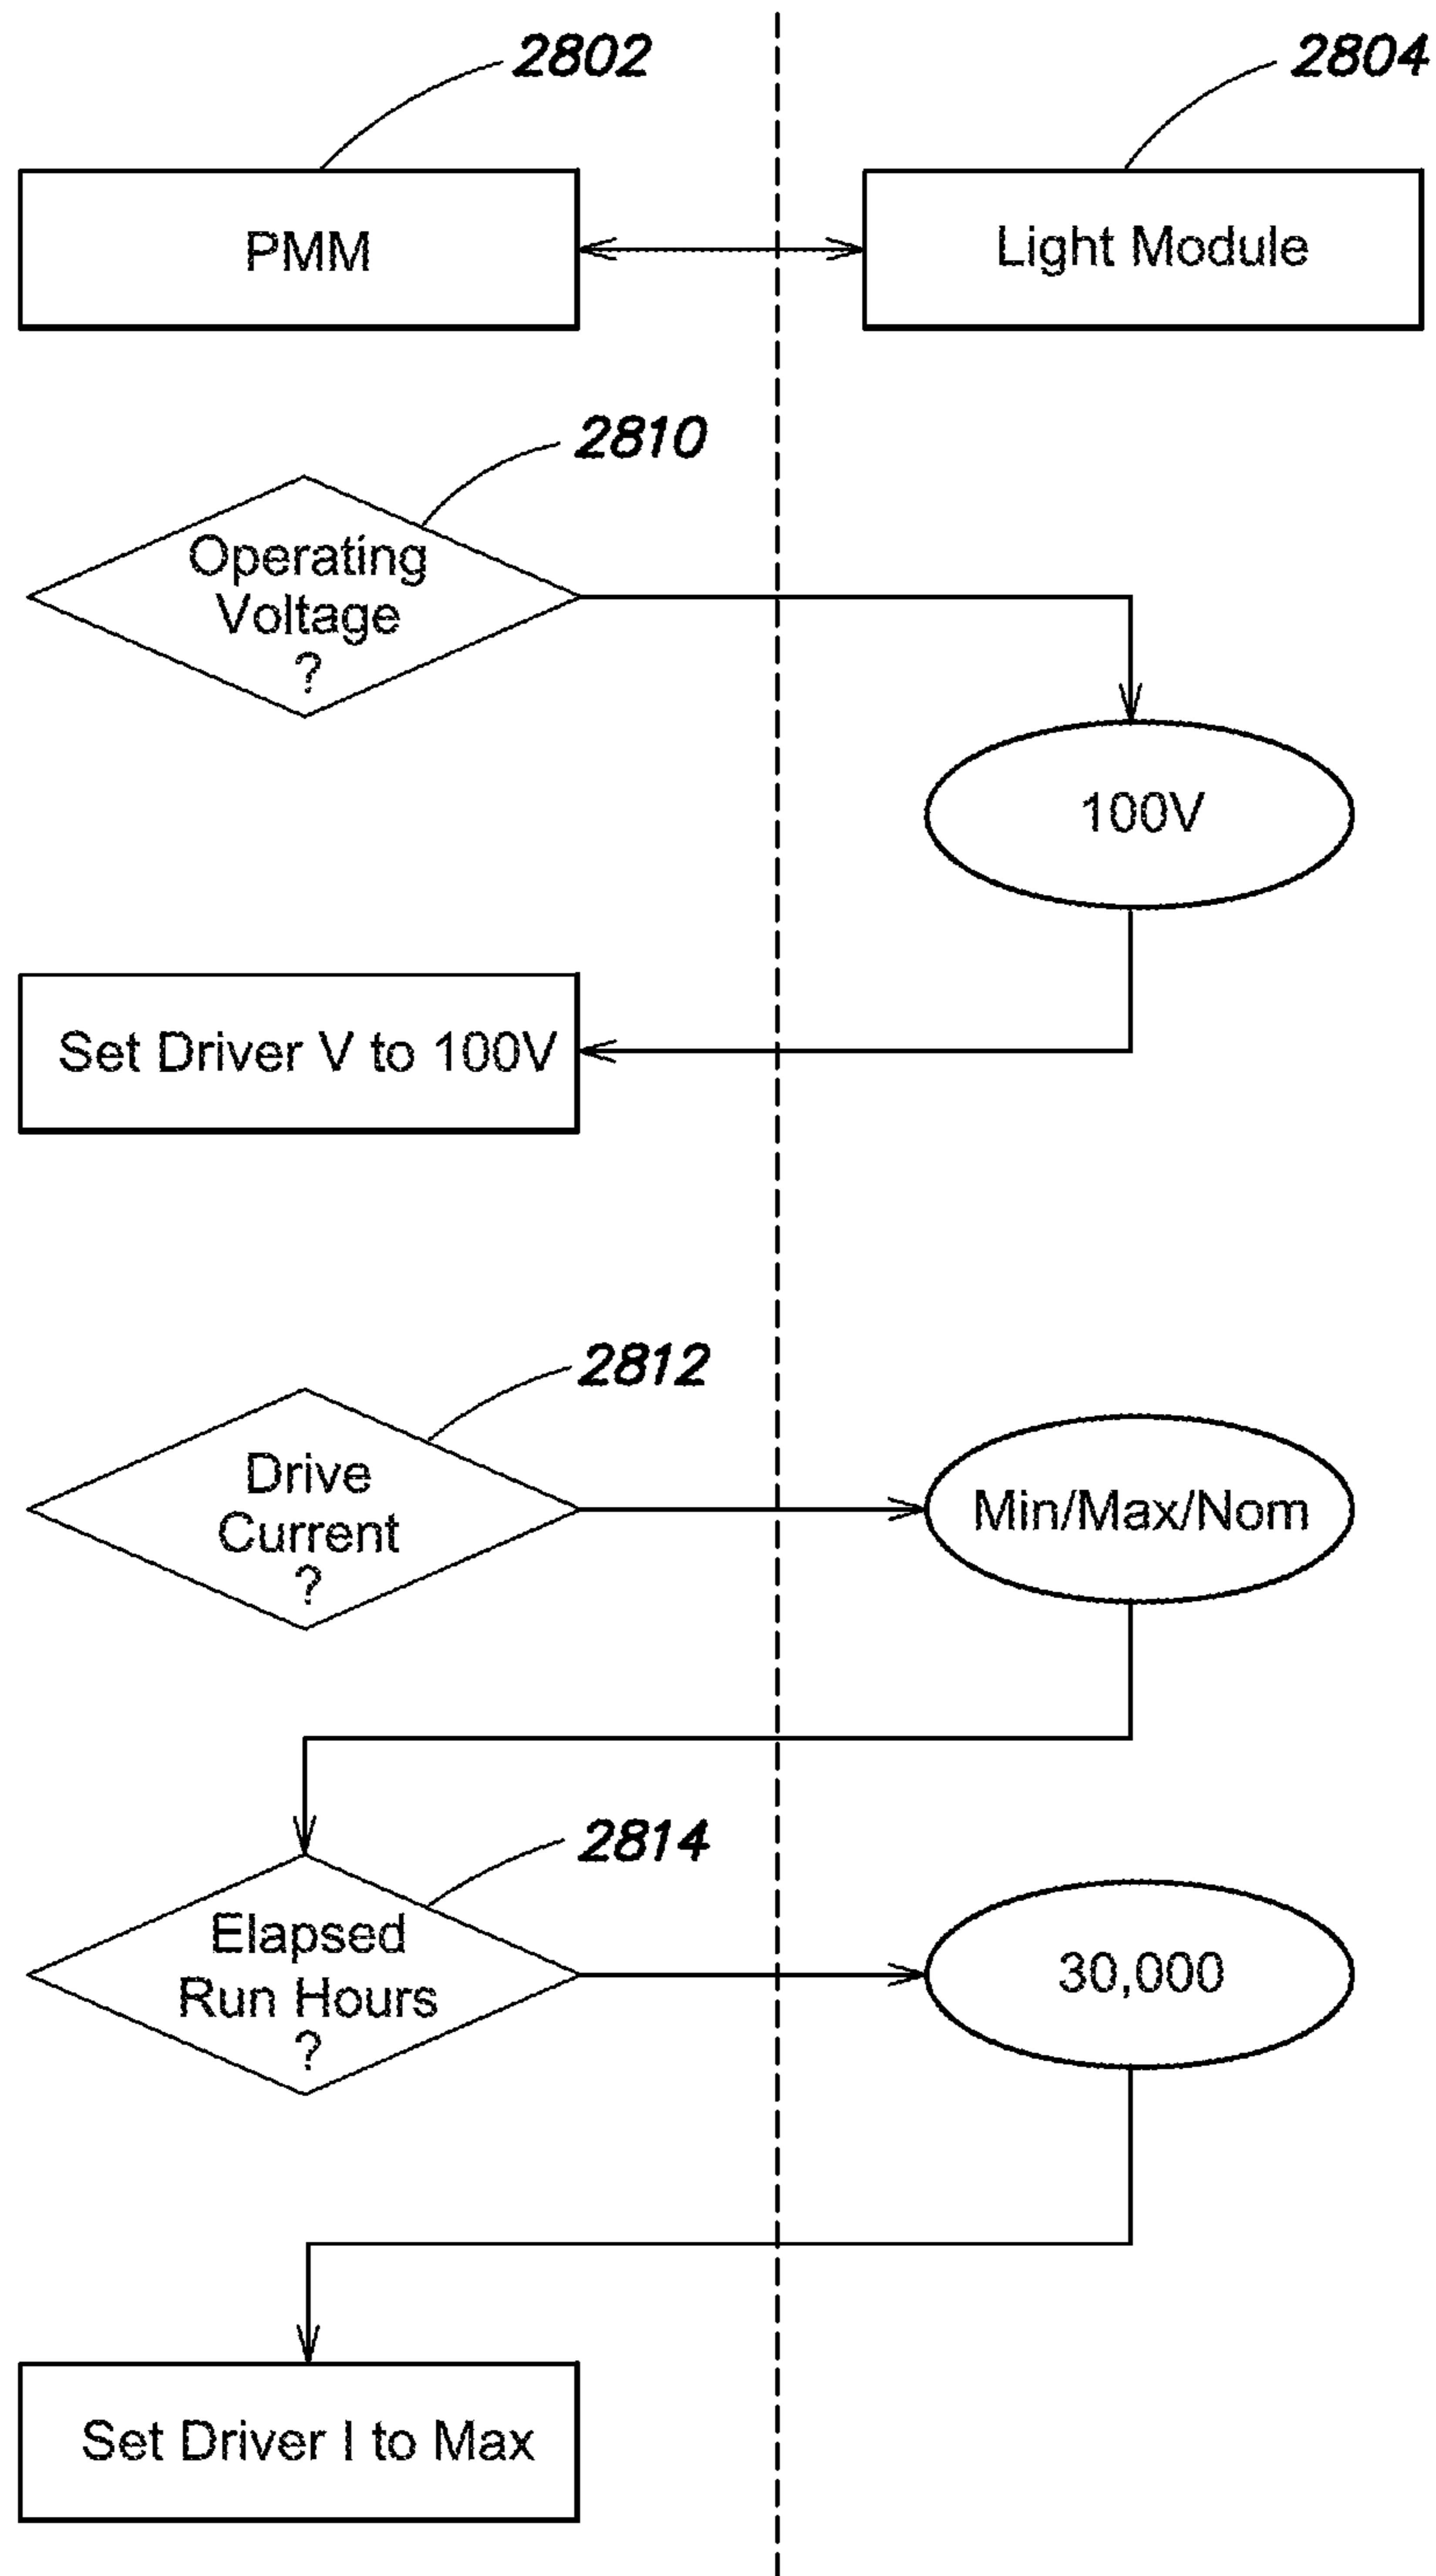 2802
2804
PMM
Light Module
2810
Operating
Voltage
?
100V
Set Driver V to 100V
2812
Drive
Current
?
Min/Max/Nom
2814
Elapsed
Run Hours
?
30,000
Set Driver I to Max